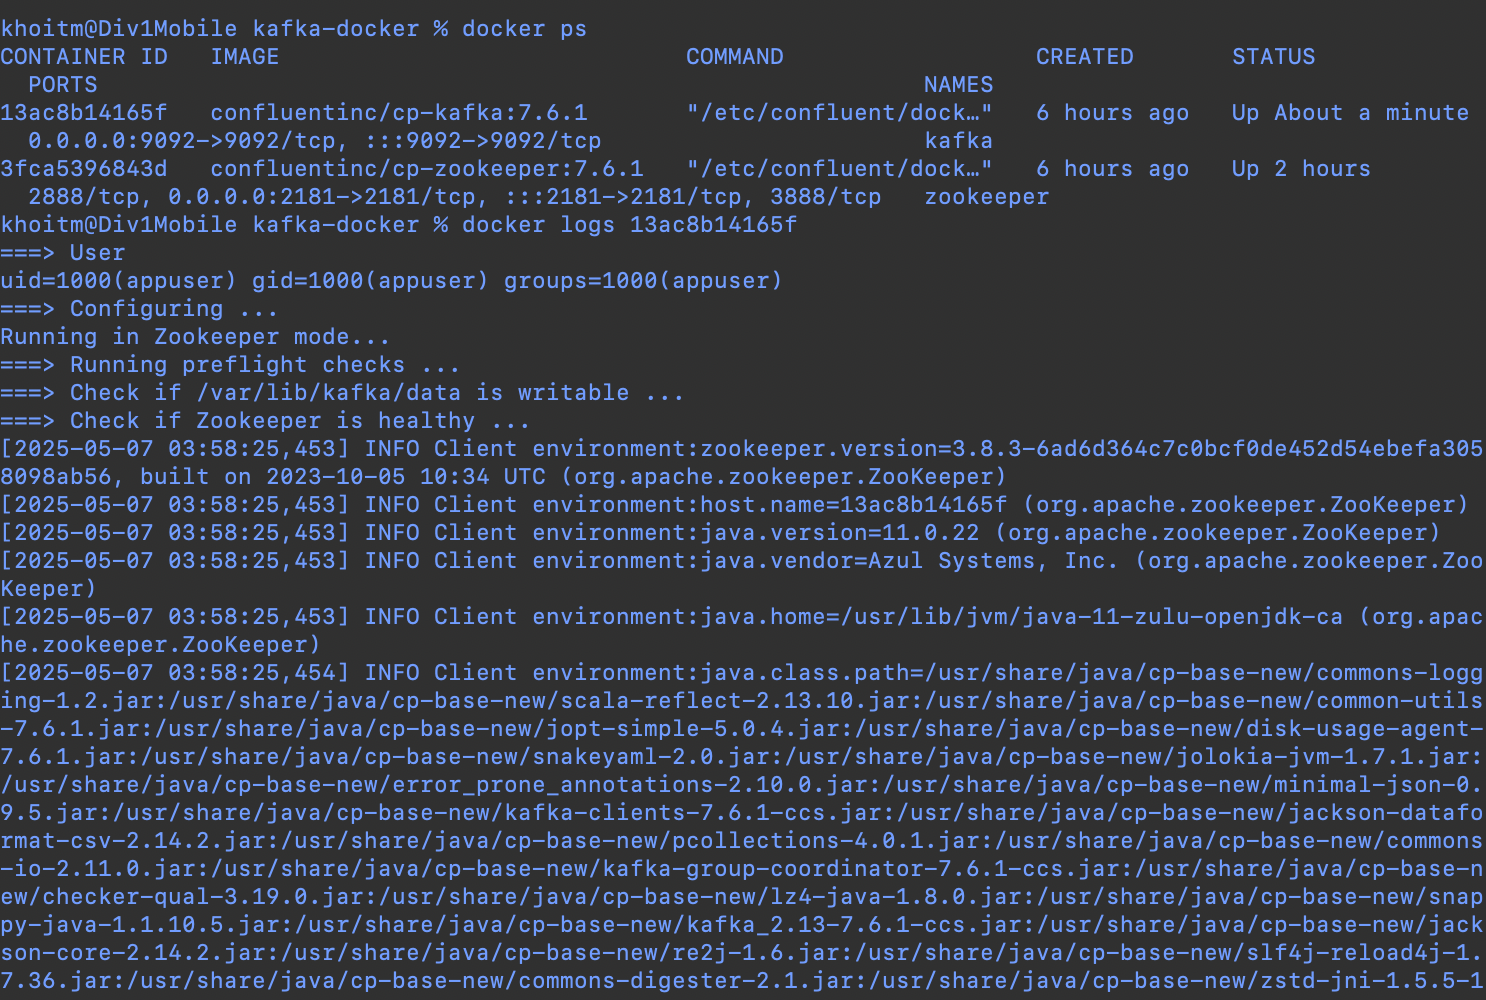 khoitm@Div1Mobile kafka-docker % docker ps
CONTAINER ID   IMAGE                             COMMAND                  CREATED       STATUS
  PORTS                                                           NAMES
13ac8b14165f   confluentinc/cp-kafka:7.6.1       "/etc/confluent/dock…"   6 hours ago   Up About a minute
  0.0.0.0:9092->9092/tcp, :::9092->9092/tcp                       kafka
3fca5396843d   confluentinc/cp-zookeeper:7.6.1   "/etc/confluent/dock…"   6 hours ago   Up 2 hours
  2888/tcp, 0.0.0.0:2181->2181/tcp, :::2181->2181/tcp, 3888/tcp   zookeeper
khoitm@Div1Mobile kafka-docker % docker logs 13ac8b14165f
===> User
uid=1000(appuser) gid=1000(appuser) groups=1000(appuser)
===> Configuring ...
Running in Zookeeper mode...
===> Running preflight checks ...
===> Check if /var/lib/kafka/data is writable ...
===> Check if Zookeeper is healthy ...
[2025-05-07 03:58:25,453] INFO Client environment:zookeeper.version=3.8.3-6ad6d364c7c0bcf0de452d54ebefa305
8098ab56, built on 2023-10-05 10:34 UTC (org.apache.zookeeper.ZooKeeper)
[2025-05-07 03:58:25,453] INFO Client environment:host.name=13ac8b14165f (org.apache.zookeeper.ZooKeeper)
[2025-05-07 03:58:25,453] INFO Client environment:java.version=11.0.22 (org.apache.zookeeper.ZooKeeper)
[2025-05-07 03:58:25,453] INFO Client environment:java.vendor=Azul Systems, Inc. (org.apache.zookeeper.Zoo
Keeper)
[2025-05-07 03:58:25,453] INFO Client environment:java.home=/usr/lib/jvm/java-11-zulu-openjdk-ca (org.apac
he.zookeeper.ZooKeeper)
[2025-05-07 03:58:25,454] INFO Client environment:java.class.path=/usr/share/java/cp-base-new/commons-logg
ing-1.2.jar:/usr/share/java/cp-base-new/scala-reflect-2.13.10.jar:/usr/share/java/cp-base-new/common-utils
-7.6.1.jar:/usr/share/java/cp-base-new/jopt-simple-5.0.4.jar:/usr/share/java/cp-base-new/disk-usage-agent-
7.6.1.jar:/usr/share/java/cp-base-new/snakeyaml-2.0.jar:/usr/share/java/cp-base-new/jolokia-jvm-1.7.1.jar:
/usr/share/java/cp-base-new/error_prone_annotations-2.10.0.jar:/usr/share/java/cp-base-new/minimal-json-0.
9.5.jar:/usr/share/java/cp-base-new/kafka-clients-7.6.1-ccs.jar:/usr/share/java/cp-base-new/jackson-datafo
rmat-csv-2.14.2.jar:/usr/share/java/cp-base-new/pcollections-4.0.1.jar:/usr/share/java/cp-base-new/commons
-io-2.11.0.jar:/usr/share/java/cp-base-new/kafka-group-coordinator-7.6.1-ccs.jar:/usr/share/java/cp-base-n
ew/checker-qual-3.19.0.jar:/usr/share/java/cp-base-new/lz4-java-1.8.0.jar:/usr/share/java/cp-base-new/snap
py-java-1.1.10.5.jar:/usr/share/java/cp-base-new/kafka_2.13-7.6.1-ccs.jar:/usr/share/java/cp-base-new/jack
son-core-2.14.2.jar:/usr/share/java/cp-base-new/re2j-1.6.jar:/usr/share/java/cp-base-new/slf4j-reload4j-1.
7.36.jar:/usr/share/java/cp-base-new/commons-digester-2.1.jar:/usr/share/java/cp-base-new/zstd-jni-1.5.5-1